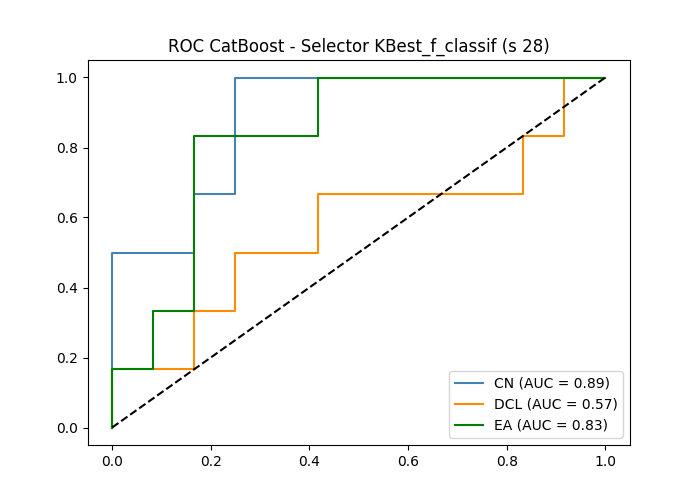 ROC CatBoost - Selector KBest_f_classif (s 28)
1.0
0.8
0.6
0.4
0.2
0.0
0.0 0.2 0.4 0.6 0.8 1.0
CN (AUC = 0.89)
DCL (AUC = 0.57)
EA (AUC = 0.83)